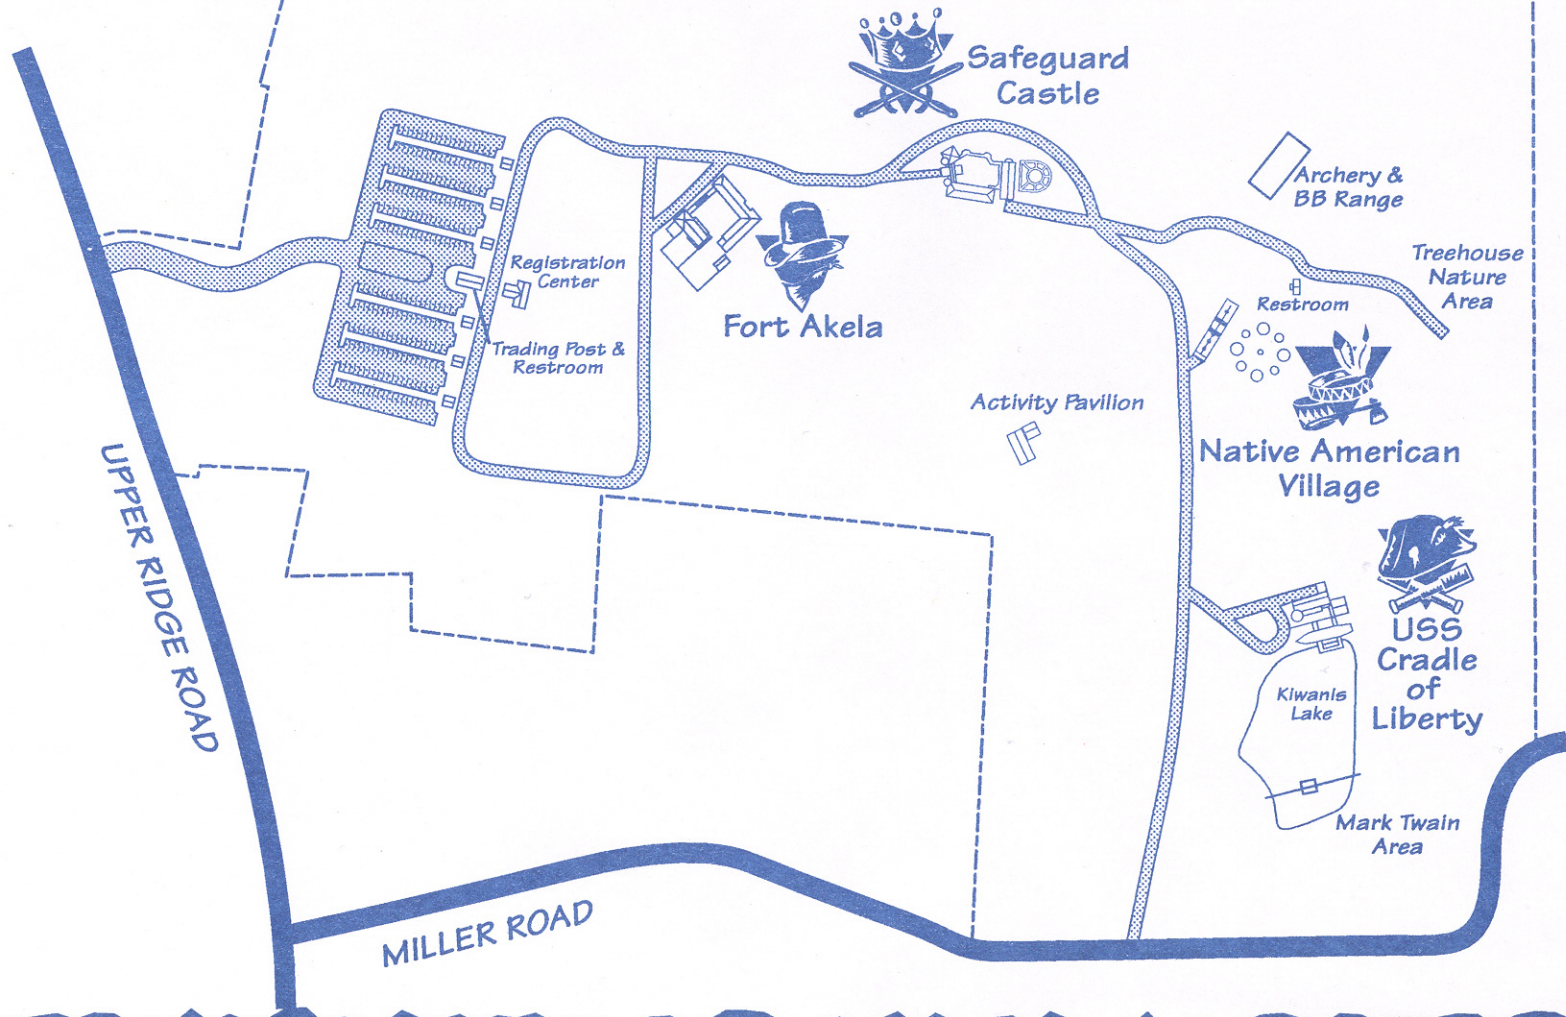 Safeguard
Castle
Archery &
BB Range
Treehouse
Nature
Area
Registration
Center
Restroom
Fort Akela
Trading Post &
Restroom
Activity Pavilion
Native American
Village
UPPER RIDGE ROAD
USS
Cradle
of
Liberty
Kiwanis
Lake
Mark Twain
Area
MILLER ROAD